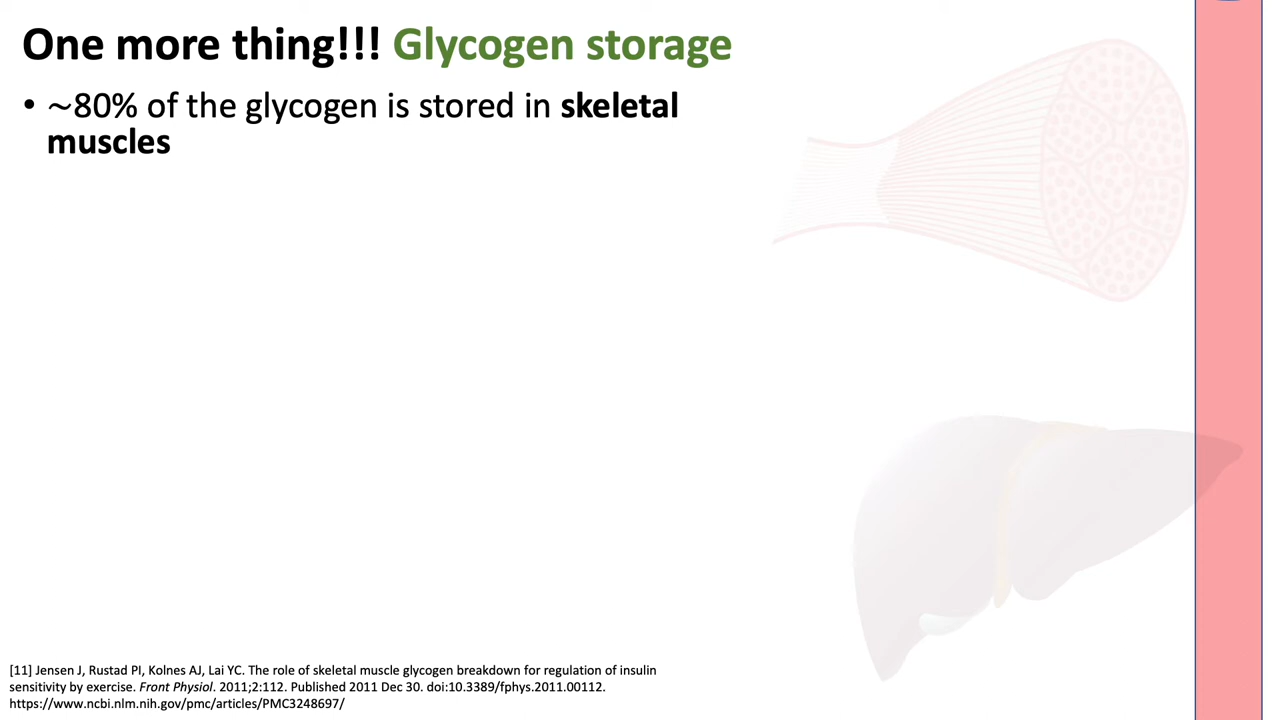 One more thing!!! Glycogen storage
• ~80% of the glycogen is stored in skeletal
muscles
[11] Jensen J, Rustad PI, Kolnes AJ, Lai YC. The role of skeletal muscle glycogen breakdown for regulation of insulin
sensitivity by exercise. Front Physiol. 2011;2:112. Published 2011 Dec 30. doi:10.3389/fphys.2011.00112.
https://www.ncbi.nlm.nih.gov/pmc/articles/PMC3248697/